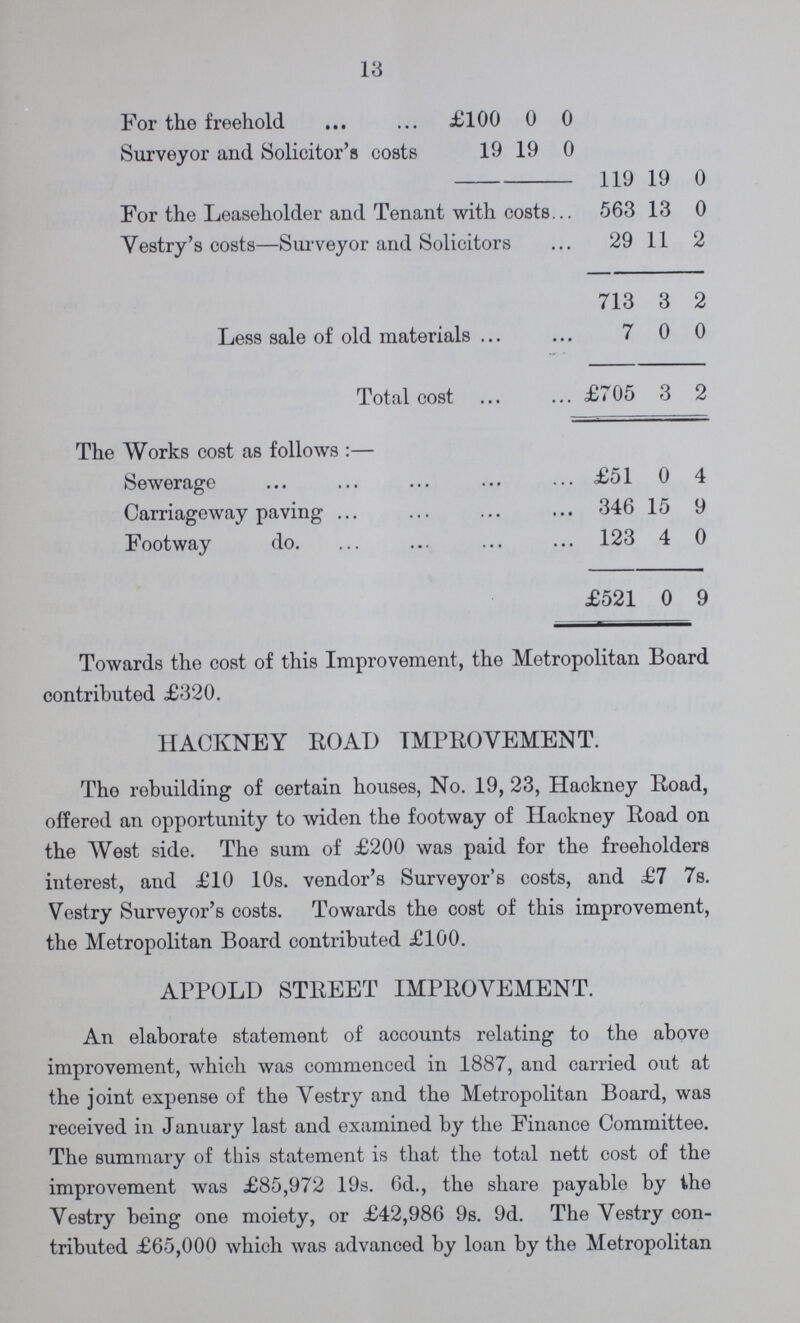 13
For the freehold ... ... £100 0 0
Surveyor and Solicitor's costs 19 19 0
119 19 0
For the Leaseholder and Tenant with costs... 563 13 0
Vestry's costs—Surveyor and Solicitors ... 29 11 2
713 3 2
Less sale of old materials ... ... 7 0 0
Total cost ... ... £705 3 2
The Works cost as follows :—
Sewerage ... ... ... ... ... £51 0 4
Carriageway paving ... ... ... ... 346 15 9
Footway do. ... ... ... ... 123 4 0
£521 0 9
Towards the cost of this Improvement, the Metropolitan Board
contributed £320.
HACKNEY ROAD IMPROVEMENT.
The rebuilding of certain houses, No. 19, 23, Hackney Road,
offered an opportunity to widen the footway of Hackney Road on
the West side. The sum of £200 was paid for the freeholders
interest, and £10 10s. vendor's Surveyor's costs, and £7 7s.
Vestry Surveyor's costs. Towards the cost of this improvement,
the Metropolitan Board contributed £100.
APPOLD STREET IMPROVEMENT.
An elaborate statement of accounts relating to the above
improvement, which was commenced in 1887, and carried out at
the joint expense of the Vestry and the Metropolitan Board, was
received in January last and examined by the Finance Committee.
The summary of this statement is that the total nett cost of the
improvement was £85,972 19s. 6d., the share payable by the
Vestry being one moiety, or £42,986 9s. 9d. The Vestry con-
tributed £65,000 which was advanced by loan by the Metropolitan